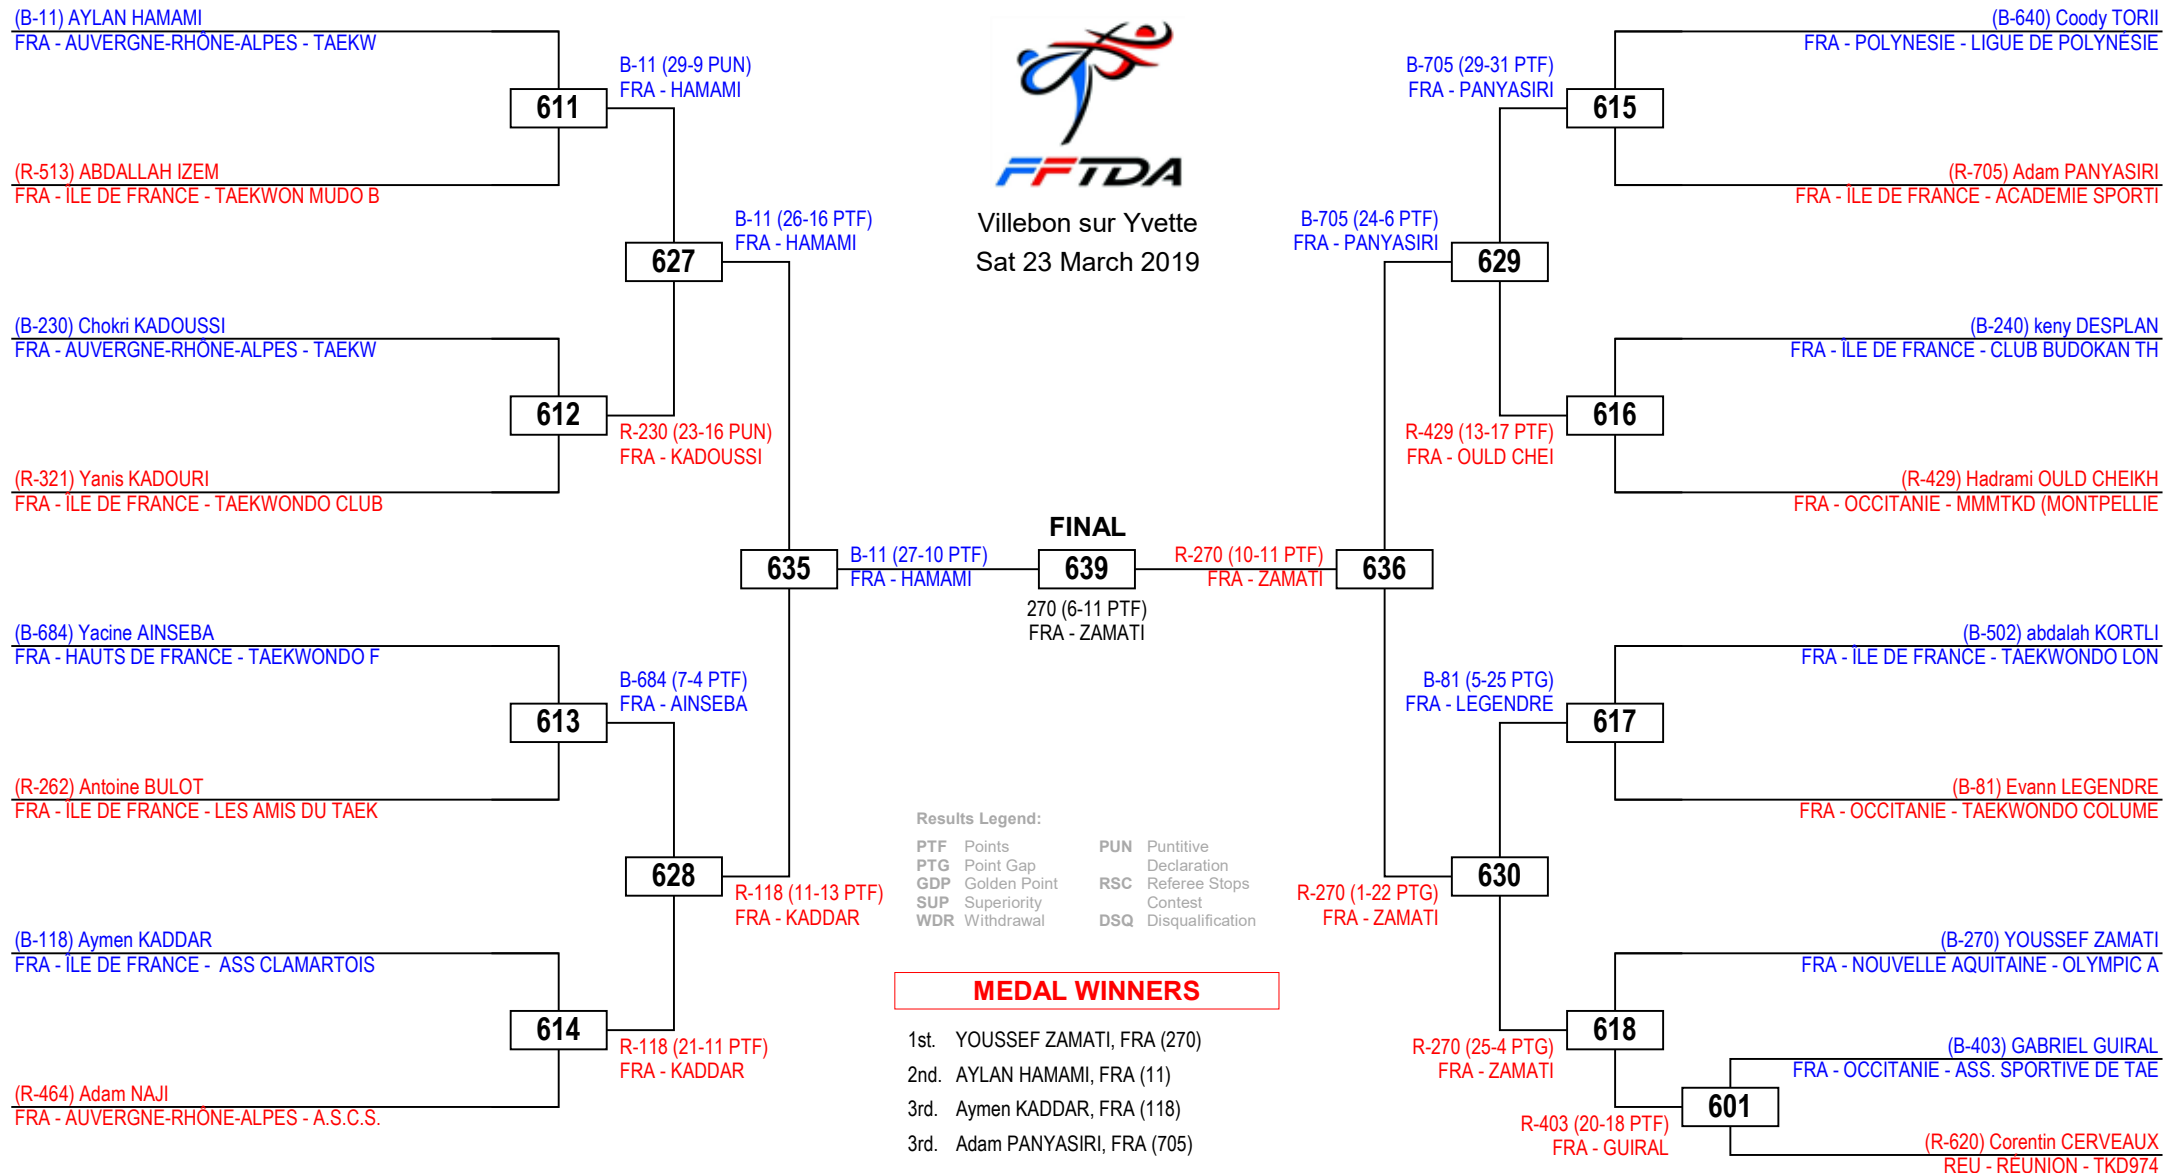 (B-11) AYLAN HAMAMI
FRA - AUVERGNE-RHÔNE-ALPES - TAEKW
611
B-11 (29-9 PUN)
FRA - HAMAMI
(R-513) ABDALLAH IZEM
FRA - ÎLE DE FRANCE - TAEKWON MUDO B
627
B-11 (26-16 PTF)
FRA - HAMAMI
(B-230) Chokri KADOUSSI
FRA - AUVERGNE-RHÔNE-ALPES - TAEKW
612
R-230 (23-16 PUN)
FRA - KADOUSSI
(R-321) Yanis KADOURI
FRA - ÎLE DE FRANCE - TAEKWONDO CLUB
635
B-11 (27-10 PTF)
FRA - HAMAMI
(B-684) Yacine AINSEBA
FRA - HAUTS DE FRANCE - TAEKWONDO F
613
B-684 (7-4 PTF)
FRA - AINSEBA
(R-262) Antoine BULOT
FRA - ÎLE DE FRANCE - LES AMIS DU TAEK
628
R-118 (11-13 PTF)
FRA - KADDAR
(B-118) Aymen KADDAR
FRA - ÎLE DE FRANCE -  ASS CLAMARTOIS
614
R-118 (21-11 PTF)
FRA - KADDAR
(R-464) Adam NAJI
FRA - AUVERGNE-RHÔNE-ALPES - A.S.C.S.
FFTDA
Villebon sur Yvette
Sat 23 March 2019
FINAL
639
270 (6-11 PTF)
FRA - ZAMATI
Results Legend:
PTF Points
PTG Point Gap
GDP Golden Point
SUP Superiority
WDR Withdrawal
PUN Puntitive
Declaration
RSC Referee Stops
Contest
DSQ Disqualification
MEDAL WINNERS
1st. YOUSSEF ZAMATI, FRA (270)
2nd. AYLAN HAMAMI, FRA (11)
3rd. Aymen KADDAR, FRA (118)
3rd. Adam PANYASIRI, FRA (705)
(B-640) Coody TORII
FRA - POLYNESIE - LIGUE DE POLYNÉSIE
B-705 (29-31 PTF)
FRA - PANYASIRI
615
(R-705) Adam PANYASIRI
FRA - ÎLE DE FRANCE - ACADEMIE SPORTI
B-705 (24-6 PTF)
FRA - PANYASIRI
629
(B-240) keny DESPLAN
FRA - ÎLE DE FRANCE - CLUB BUDOKAN TH
616
R-429 (13-17 PTF)
FRA - OULD CHEI
(R-429) Hadrami OULD CHEIKH
FRA - OCCITANIE - MMMTKD (MONTPELLIE
R-270 (10-11 PTF)
FRA - ZAMATI
636
(B-502) abdalah KORTLI
FRA - ÎLE DE FRANCE - TAEKWONDO LON
B-81 (5-25 PTG)
FRA - LEGENDRE
617
(B-81) Evann LEGENDRE
FRA - OCCITANIE - TAEKWONDO COLUME
630
R-270 (1-22 PTG)
FRA - ZAMATI
(B-270) YOUSSEF ZAMATI
FRA - NOUVELLE AQUITAINE - OLYMPIC A
618
R-270 (25-4 PTG)
FRA - ZAMATI
(B-403) GABRIEL GUIRAL
FRA - OCCITANIE - ASS. SPORTIVE DE TAE
601
R-403 (20-18 PTF)
FRA - GUIRAL
(R-620) Corentin CERVEAUX
REU - RÉUNION - TKD974